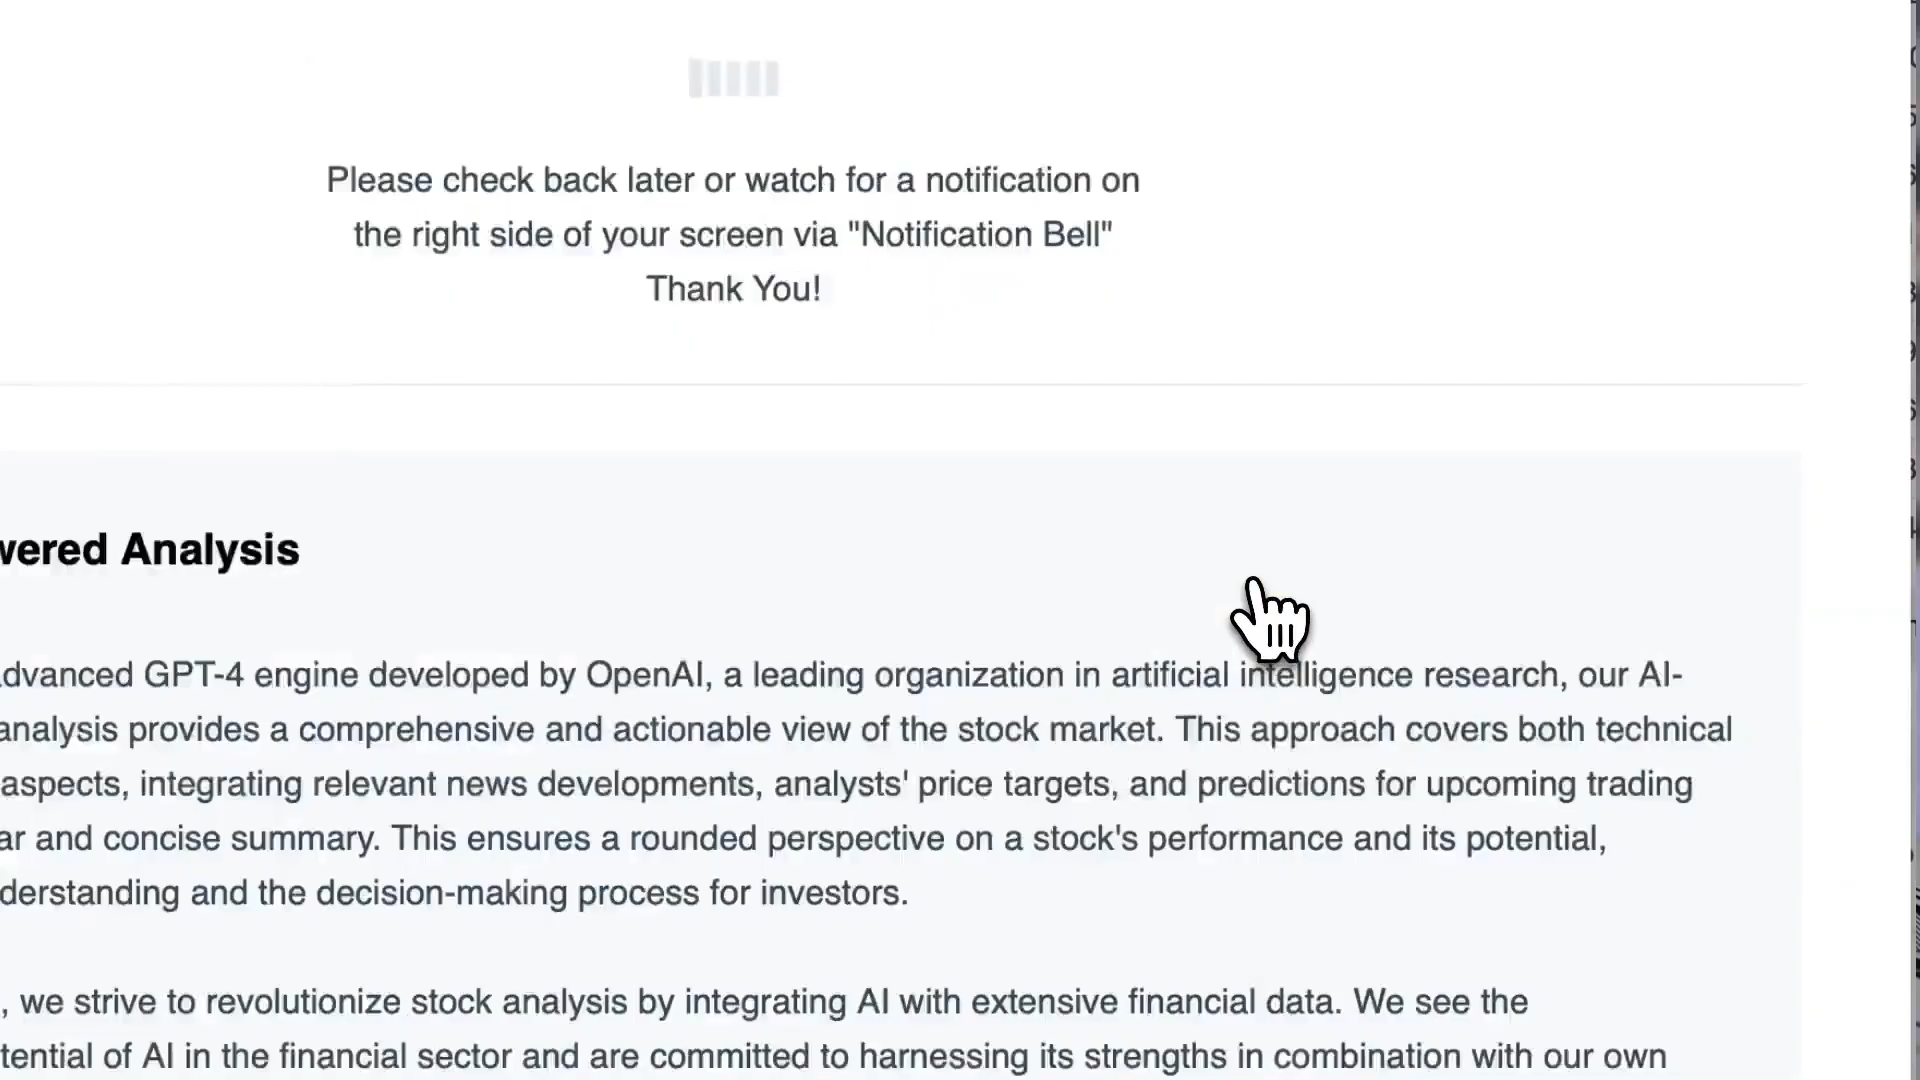 Please check back later or watch for a notification on
the right side of your screen via "Notification Bell"
Thank You!
Analysis
GPT-4 engine developed by OpenAI, a leading organization in artificial intelligence research, our AI-
analysis provides a comprehensive and actionable view of the stock market. This approach covers both technical
aspects, integrating relevant news developments, analysts' price targets, and predictions for upcoming trading
and concise summary. This ensures a rounded perspective on a stock's performance and its potential,
and the decision-making process for investors.
, we strive to revolutionize stock analysis by integrating AI with extensive financial data. We see the
of AI in the financial sector and are committed to harnessing its strengths in combination with our own